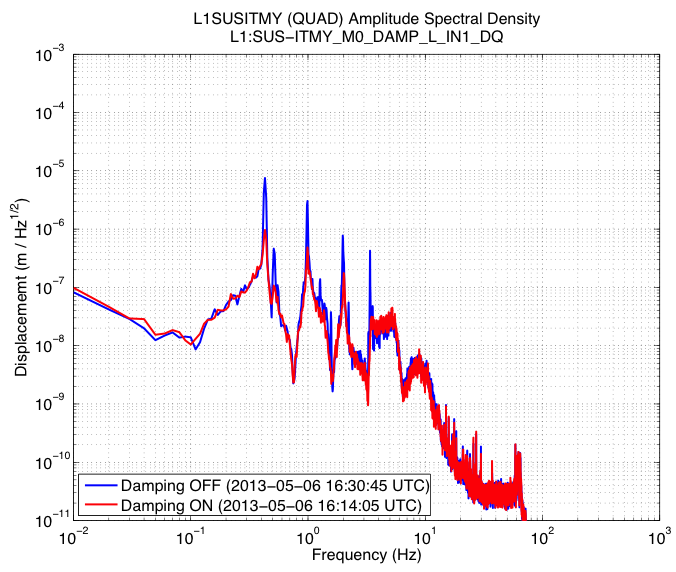 L1SUSITMY (QUAD) Amplitude Spectral Density
L1:SUS−ITMY_M0_DAMP_L_IN1_DQ
Displacememt (m / Hz^1/2)
10^−3
10^−4
10^−5
10^−6
10^−7
10^−8
10^−9
10^−10
10^−11
Damping OFF (2013−05−06 16:30:45 UTC)
Damping ON (2013−05−06 16:14:05 UTC)
10^−2 10^−1 10^0 10^1 10^2 10^3
Frequency (Hz)